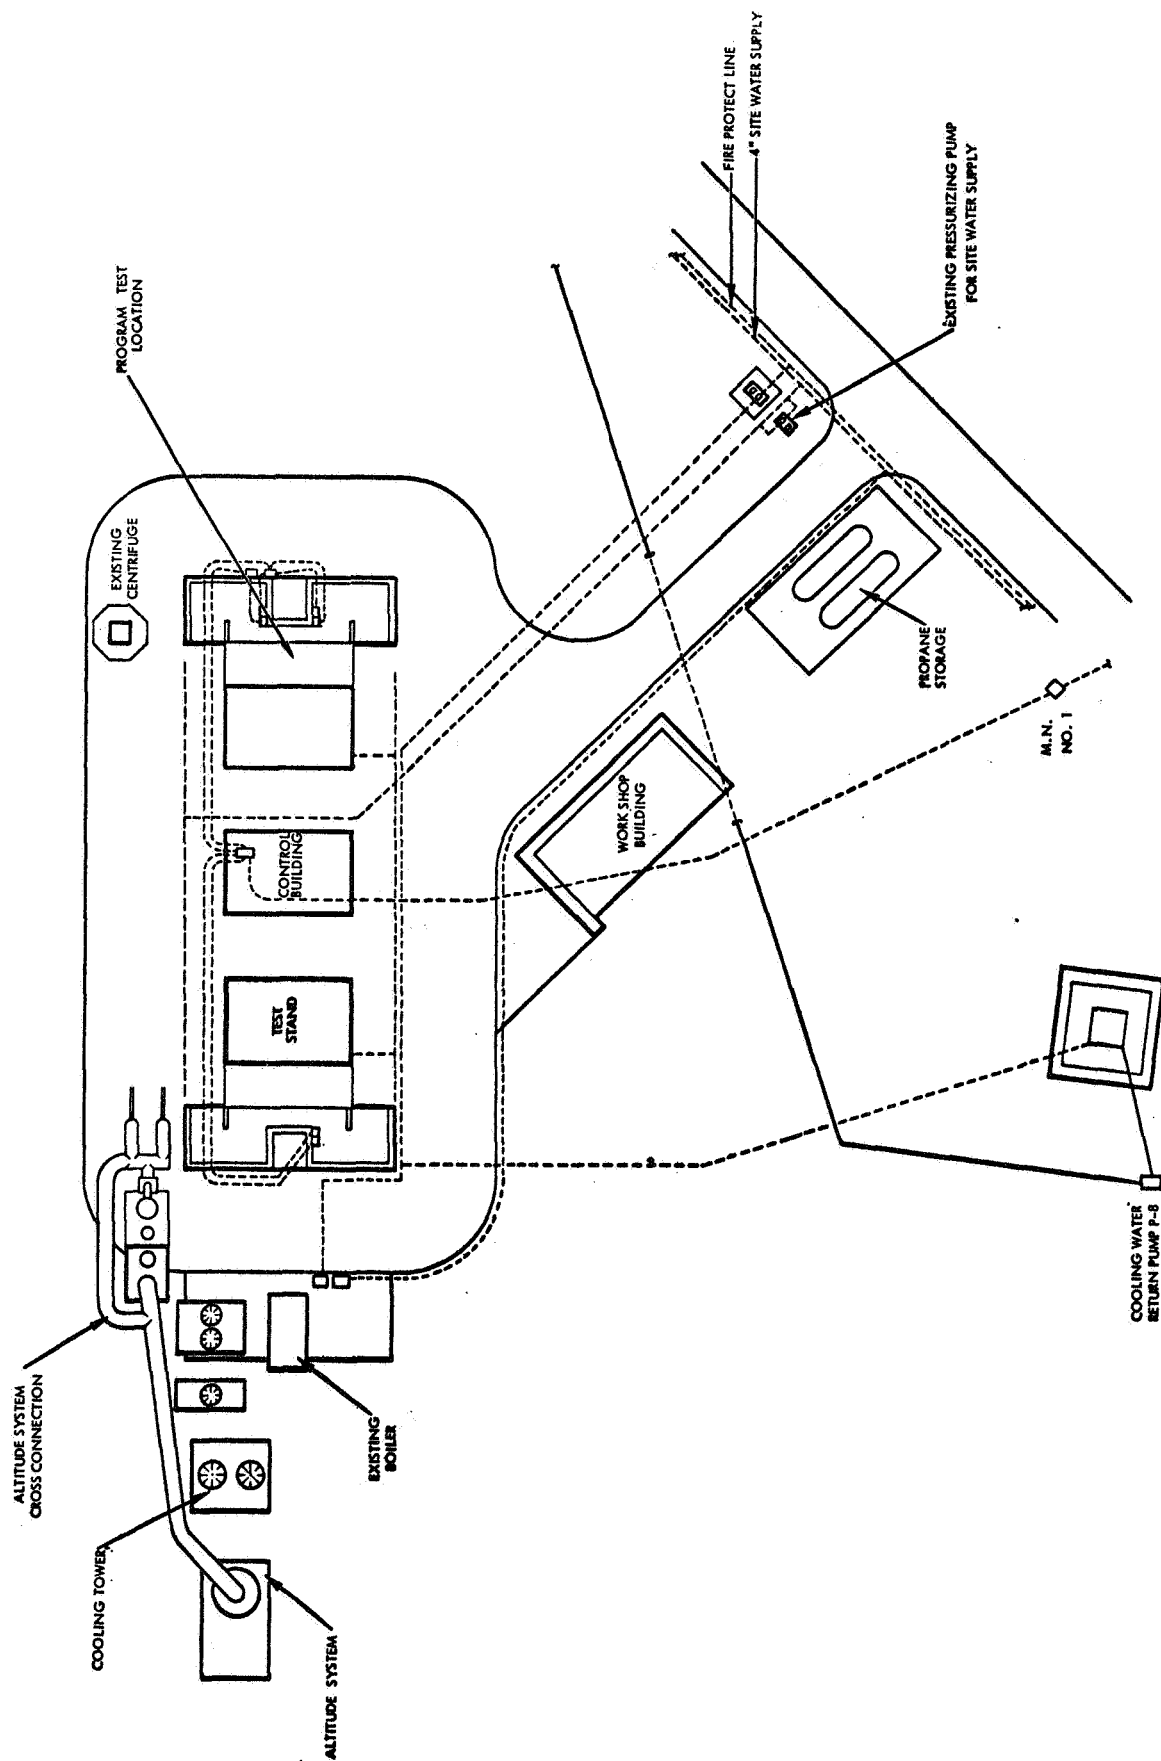 ALTITUDE SYSTEM
CROSS CONNECTION
COOLING TOWER
ALTITUDE SYSTEM
EXISTING
BOILER
TEST
STAND
CONTROL
BUILDING
EXISTING
CENTRIFUGE
PROGRAM TEST
LOCATION
FIRE PROTECT LINE
4" SITE WATER SUPPLY
EXISTING PRESSURIZING PUMP
FOR SITE WATER SUPPLY
PROPANE
STORAGE
WORK SHOP
BUILDING
M.N.
NO. 1
COOLING WATER
RETURN PUMP P-8